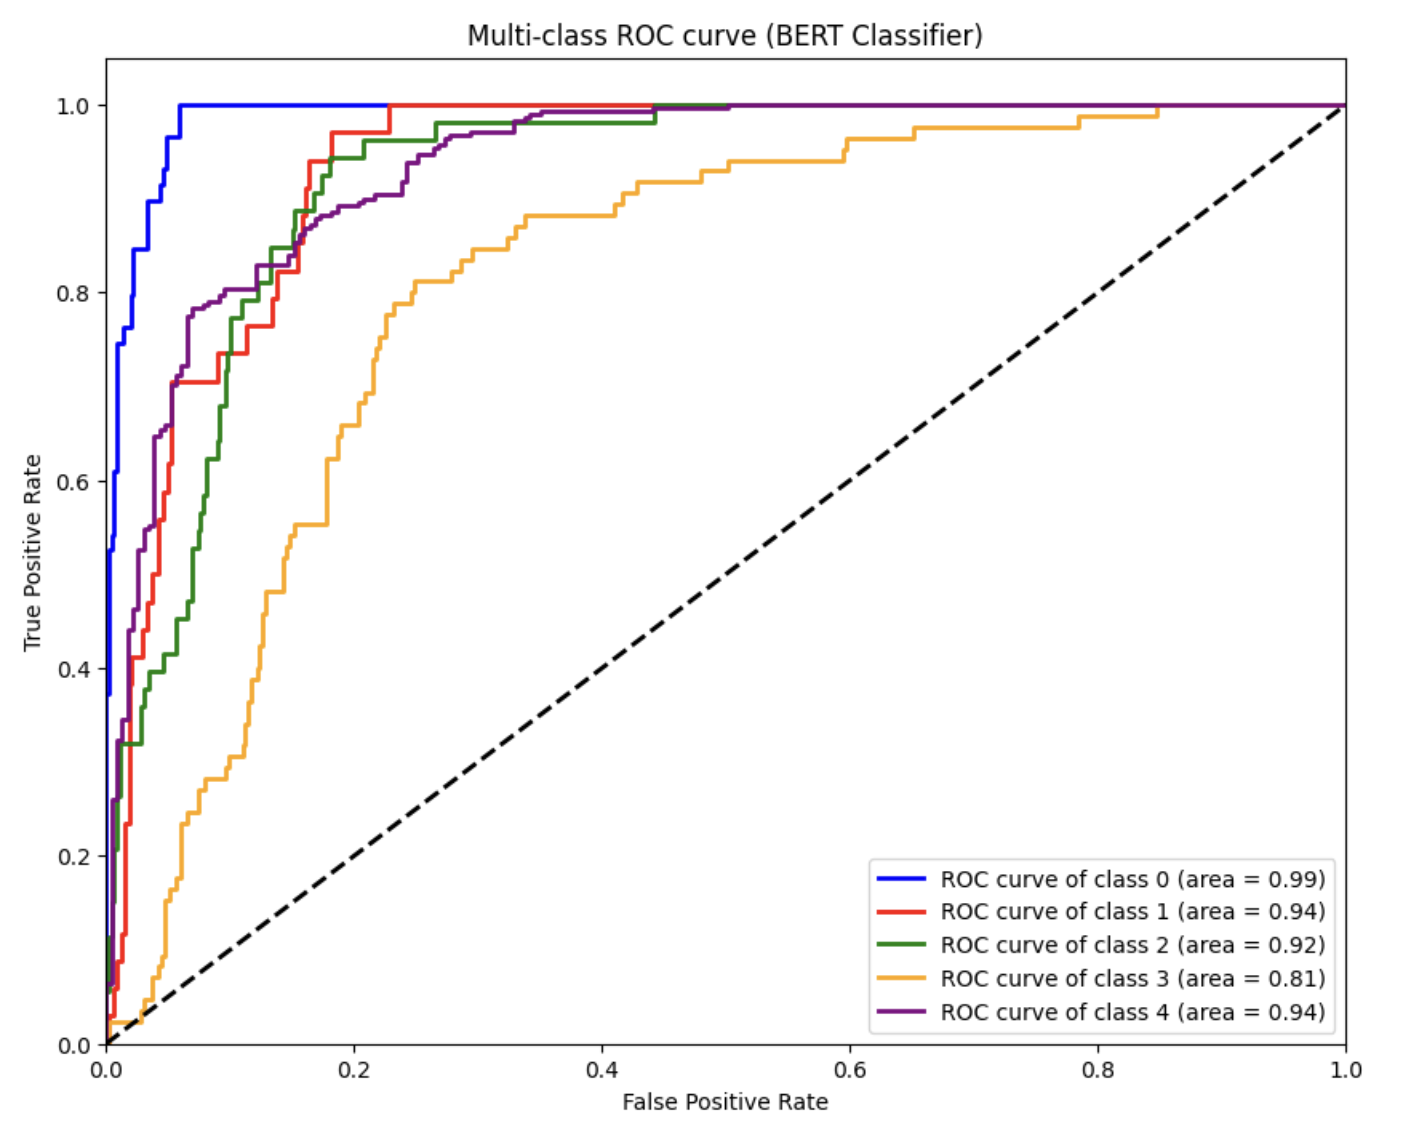 Multi-class ROC curve (BERT Classifier)
True Positive Rate
1.0
0.8
0.6
0.4
0.2
0.0
0.0 0.2 0.4 0.6 0.8 1.0
False Positive Rate
ROC curve of class 0 (area = 0.99)
ROC curve of class 1 (area = 0.94)
ROC curve of class 2 (area = 0.92)
ROC curve of class 3 (area = 0.81)
ROC curve of class 4 (area = 0.94)